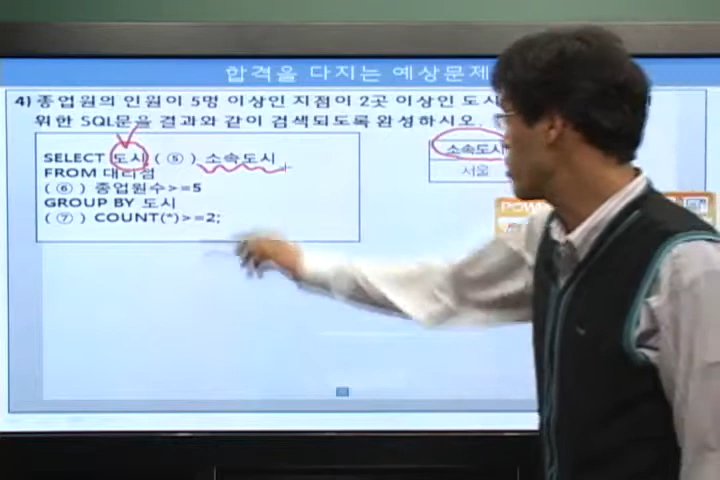 합격을 다지는 예상문제
4) 종업원의 인원이 5명 이상인 지점이 2곳 이상인 도시
위한 SQL문을 결과와 같이 검색되도록 완성하시오.
SELECT 도시 ( ⑤ ) 소속도시
FROM 대리점
( ⑥ ) 종업원수>=5
GROUP BY 도시
( ⑦ ) COUNT(*)>=2;
소속도시
서울